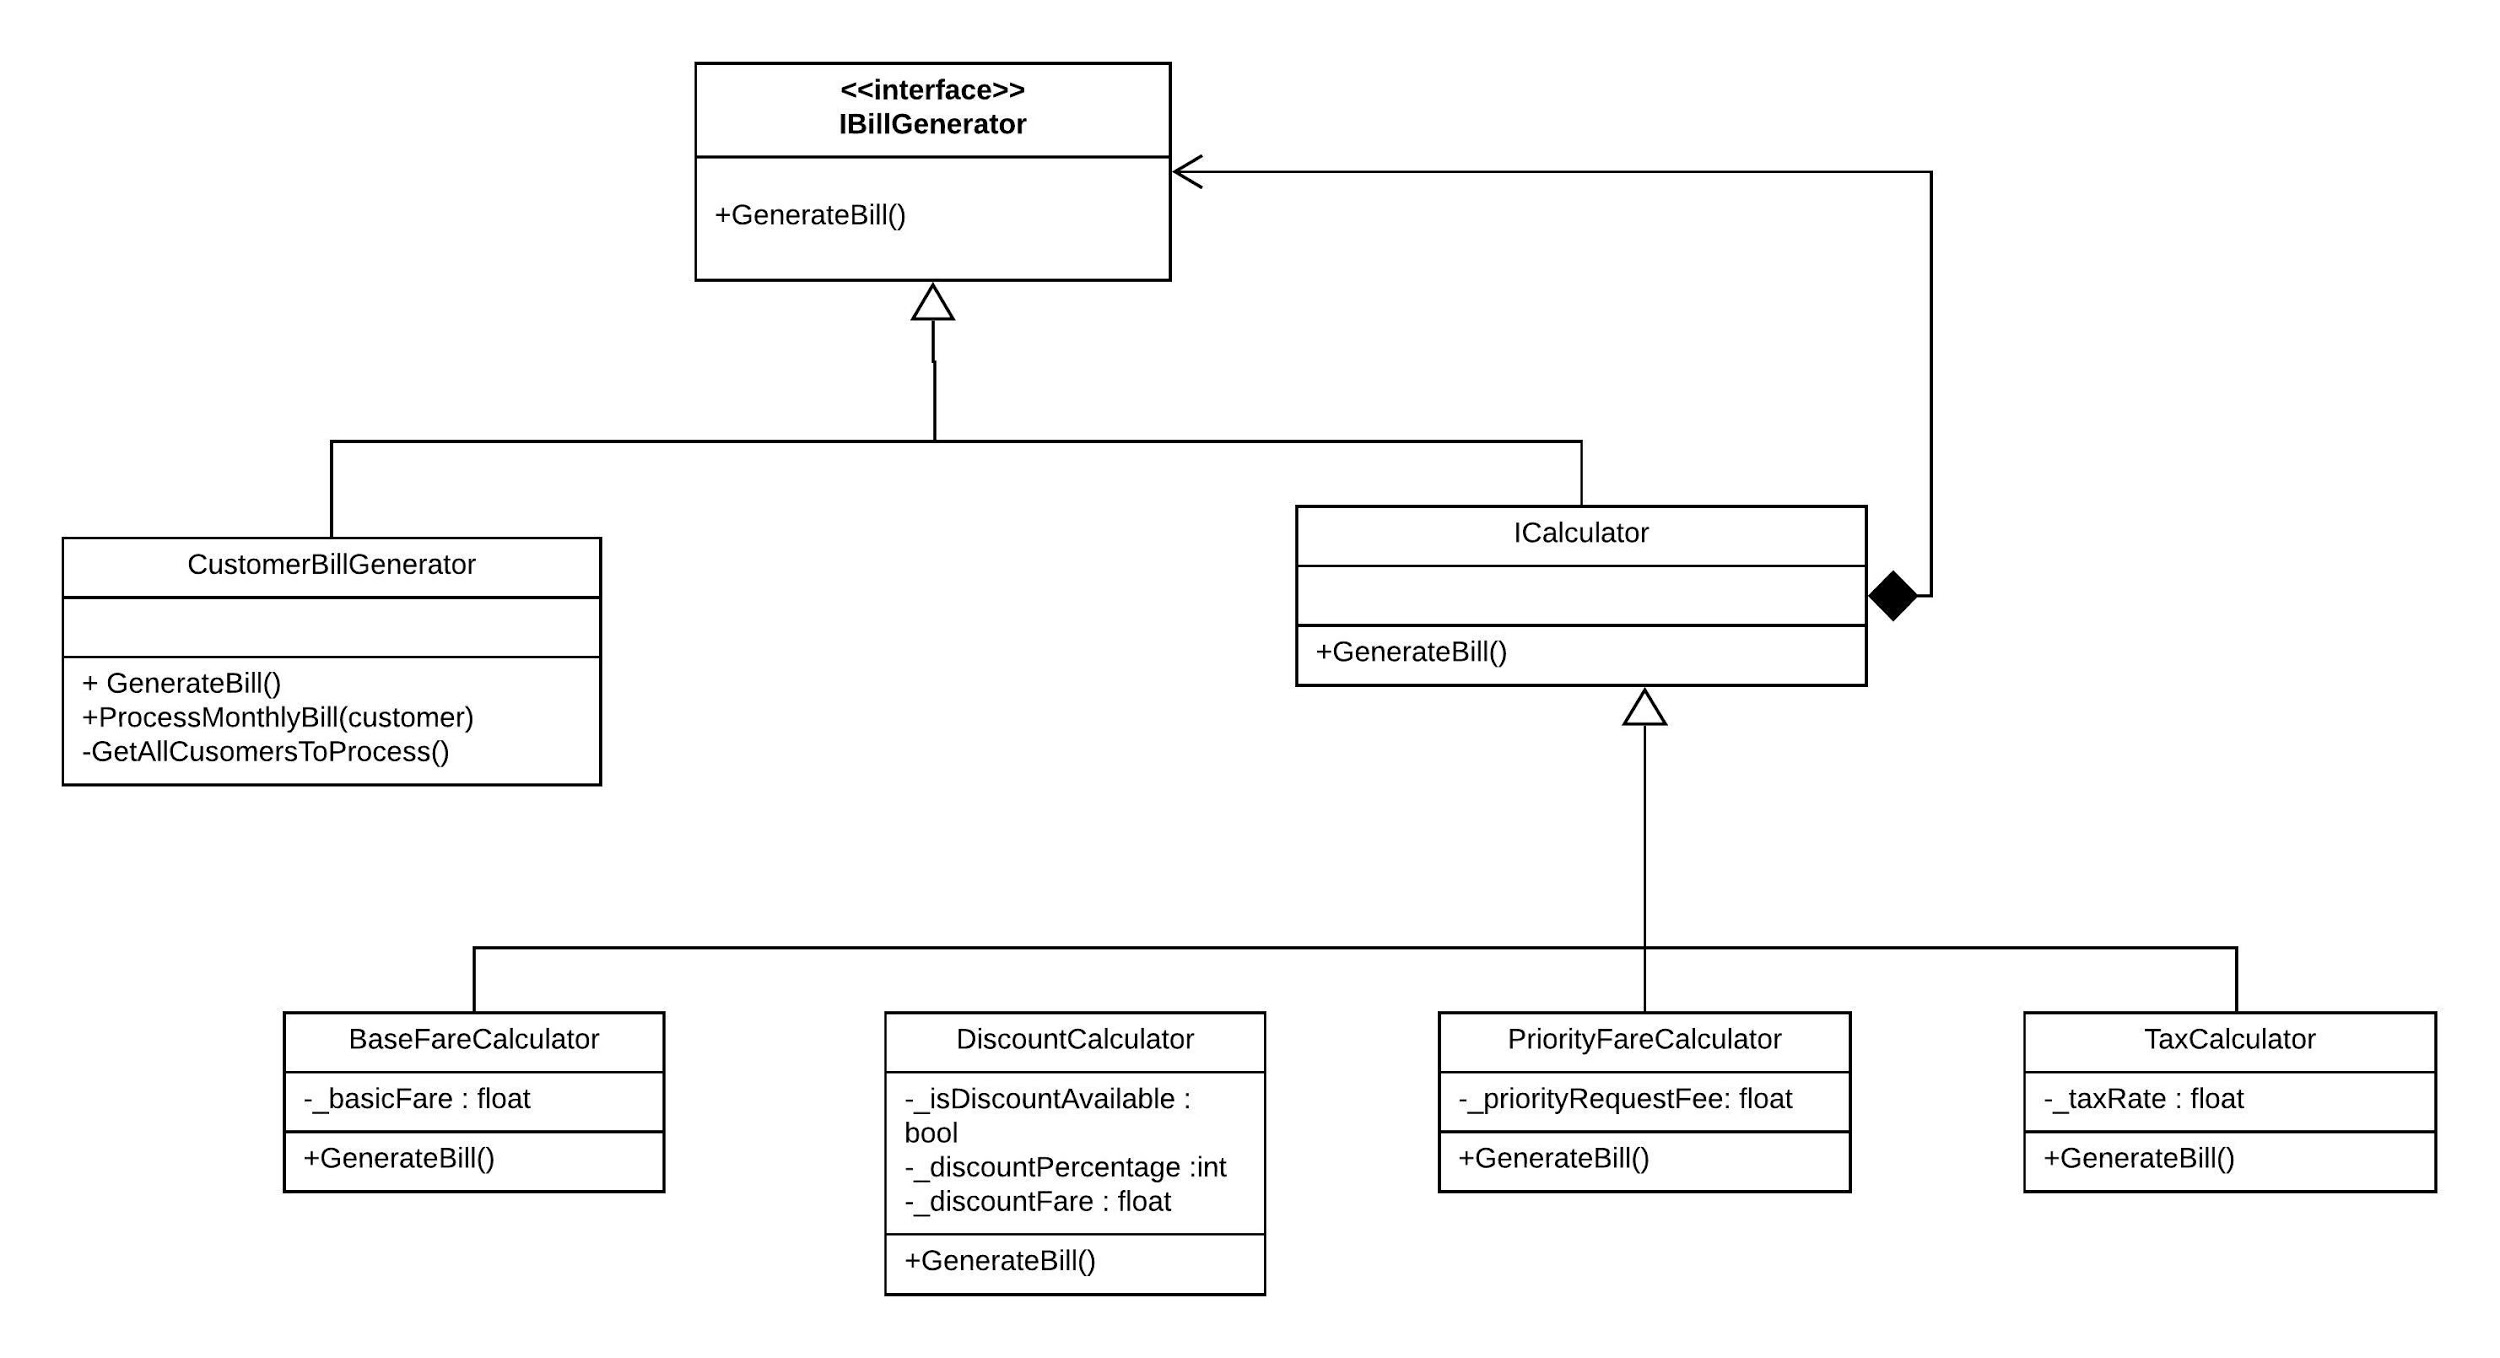 <<interface>>
IBillGenerator
+GenerateBill()
CustomerBillGenerator
+ GenerateBill()
+ProcessMonthlyBill(customer)
-GetAllCusomersToProcess()
ICalculator
+GenerateBill()
BaseFareCalculator
-_basicFare : float
+GenerateBill()
DiscountCalculator
-_isDiscountAvailable :
bool
-_discountPercentage :int
-_discountFare : float
+GenerateBill()
PriorityFareCalculator
-_priorityRequestFee: float
+GenerateBill()
TaxCalculator
-_taxRate : float
+GenerateBill()